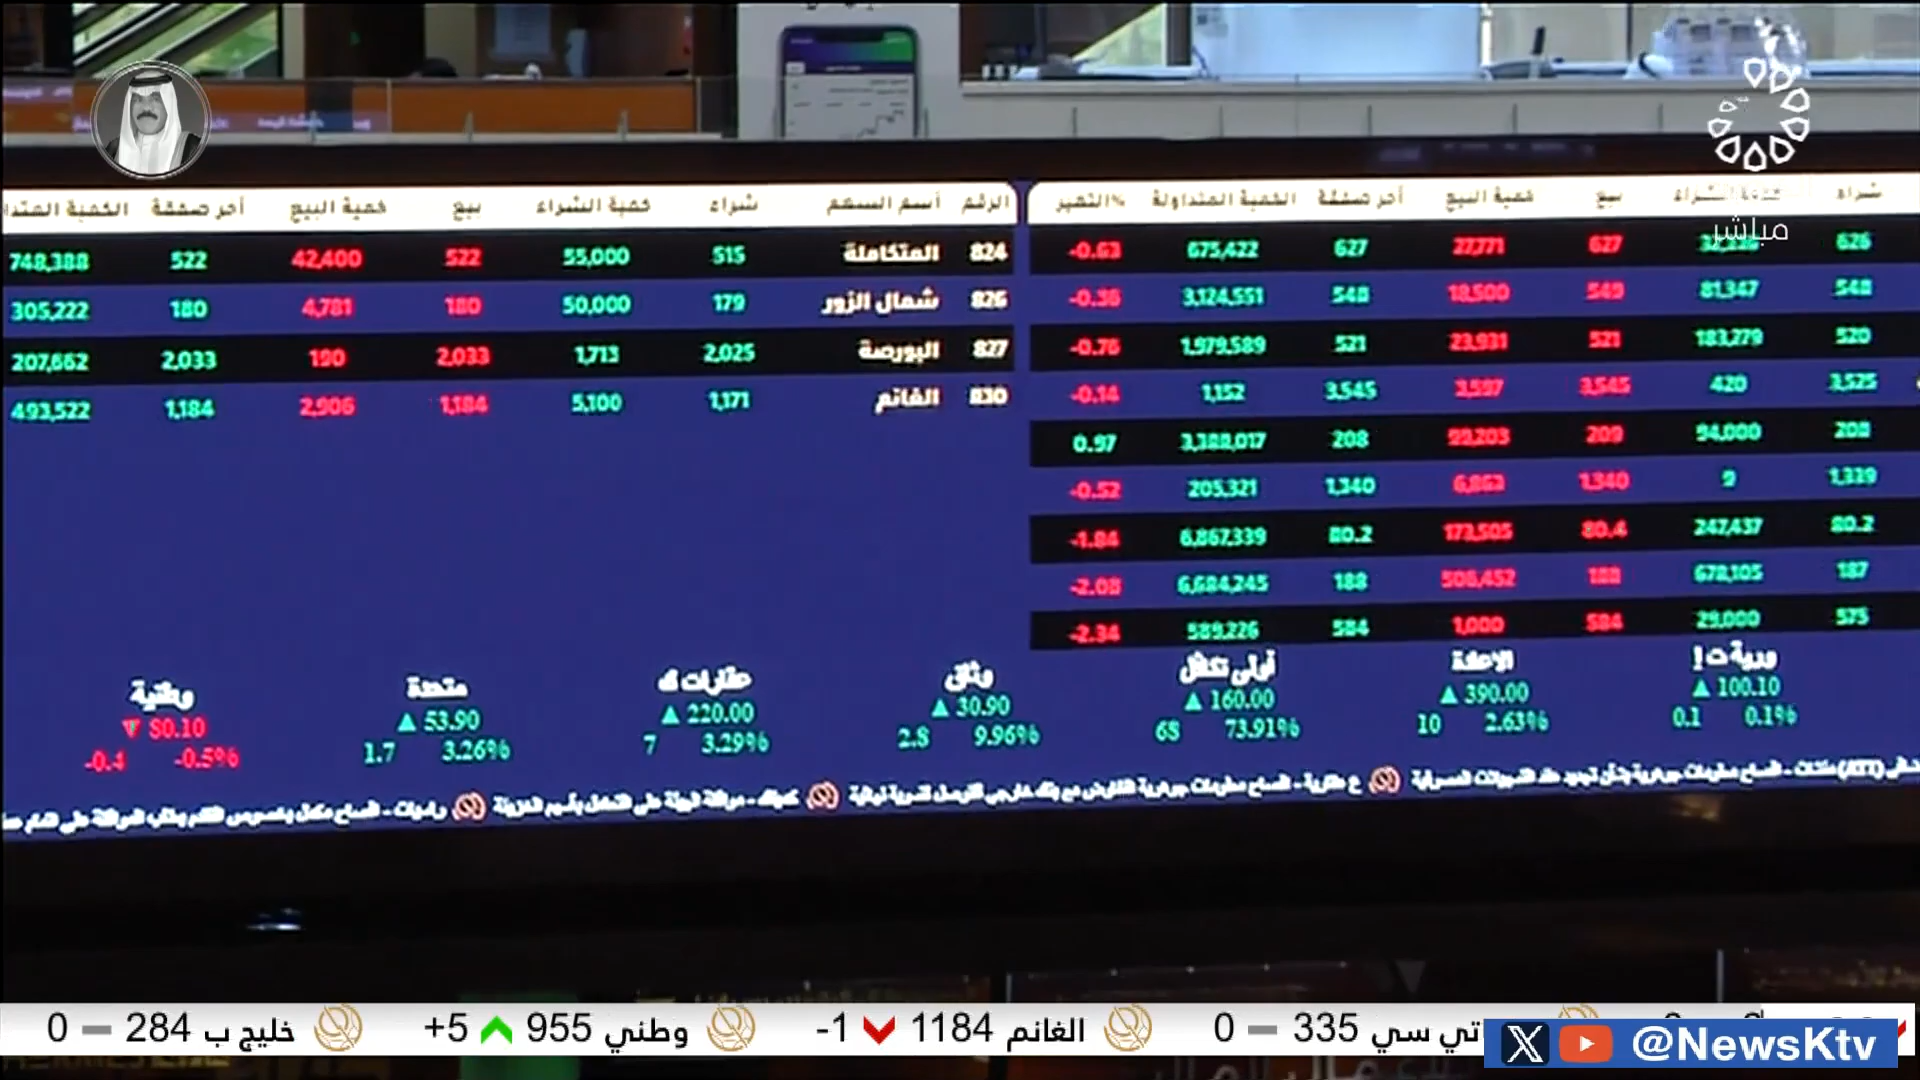 مباشر
الرقم أسم السهم شراء كمية الشراء بيع كمية البيع آخر صفقة
824 المتكاملة 515 55,000 522 42,400 522 748,388
826 شمال الزور 179 50,000 180 4,781 180 305,222
827 البورصة 2,025 1,713 2,033 190 2,033 207,662
830 الغانم 1,171 5,100 1,184 2,906 1,184 493,522
شراء بيع كمية البيع آخر صفقة الكمية المتداولة التغير%
626 627 27,771 627 675,422 -0.63
548 81,347 549 18,500 548 3,124,551 -0.36
520 183,279 521 23,931 521 1,979,589 -0.76
3,525 420 3,545 3,597 3,545 1,152 -0.14
208 94,000 209 99,203 208 3,388,017 0.97
1,339 9 1,340 6,863 1,340 205,321 -0.52
80.2 247,437 80.4 173,505 80.2 6,867,339 -1.84
187 678,105 188 506,452 188 6,684,245 -2.08
575 29,000 584 1,000 584 589,226 -2.34
▲ 100.10
0.1 0.1%
الاعادة
▲ 390.00
10 2.63%
أولى تكافل
▲ 160.00
68 73.91%
وثاق
▲ 30.90
2.8 9.96%
عقارات ك
▲ 220.00
7 3.29%
متحدة
▲ 53.90
1.7 3.26%
وطنية
-0.4 -0.5%
تي سي 335 0
الغانم 1184 -1
وطني 955 +5
خليج ب 284 0
@NewsKtv